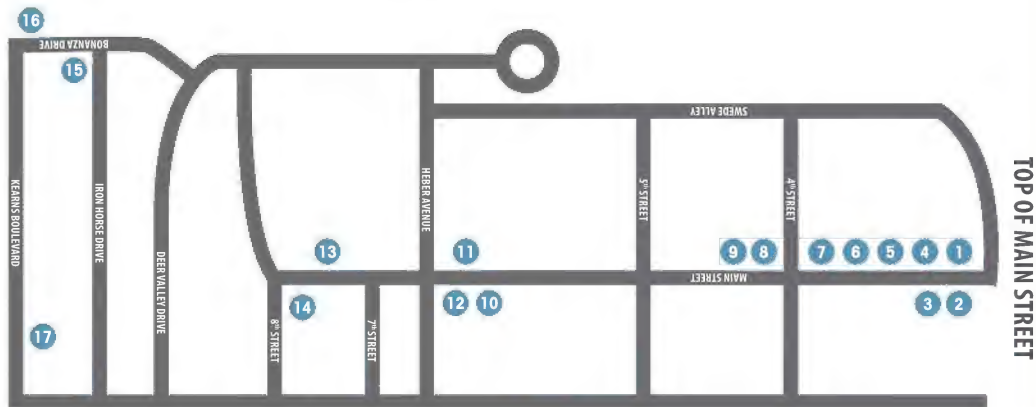 16
BONANZA DRIVE
15
SWEDE ALLEY
TOP OF MAIN STREET
KEARNS BOULEVARD
IRON HORSE DRIVE
DEER VALLEY DRIVE
HEBER AVENUE
5th STREET
4th STREET
13
11
9 8 7 6 5 4 1
MAIN STREET
12 10
3 2
14
17
8th STREET
7th STREET